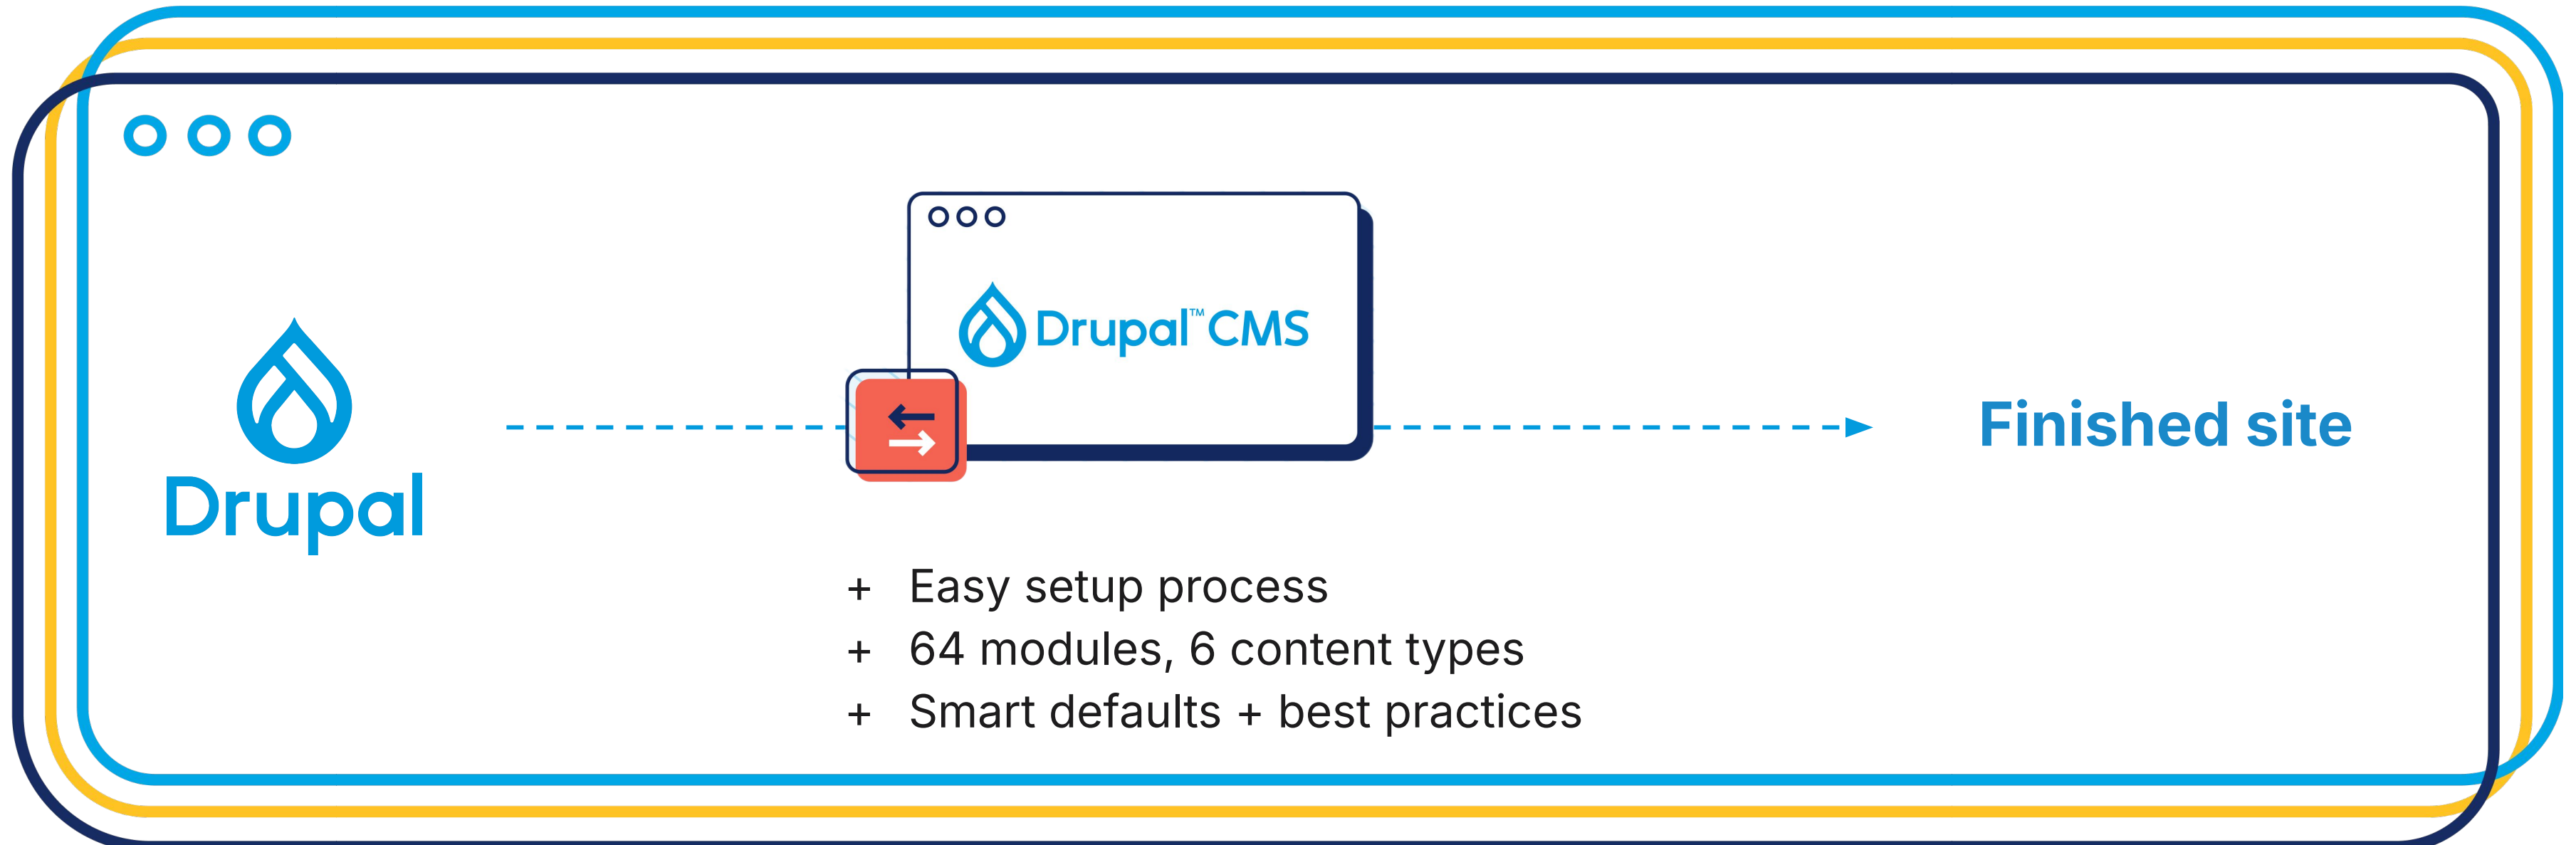 Drupal
Drupal™ CMS
Finished site
+ Easy setup process
+ 64 modules, 6 content types
+ Smart defaults + best practices